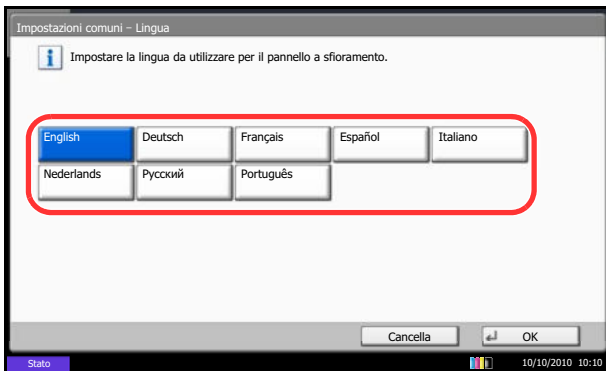 Impostazioni comuni – Lingua
Impostare la lingua da utilizzare per il pannello a sfioramento.
English Deutsch Français Español Italiano
Nederlands Русский Português
Cancella OK
Stato 10/10/2010 10:10